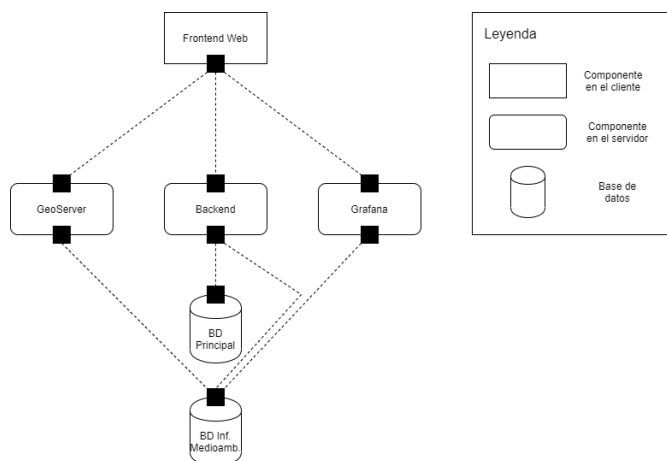 Frontend Web
GeoServer
Backend
Grafana
BD
Principal
BD Inf.
Medioamb.
Leyenda
Componente
en el cliente
Componente
en el servidor
Base de
datos